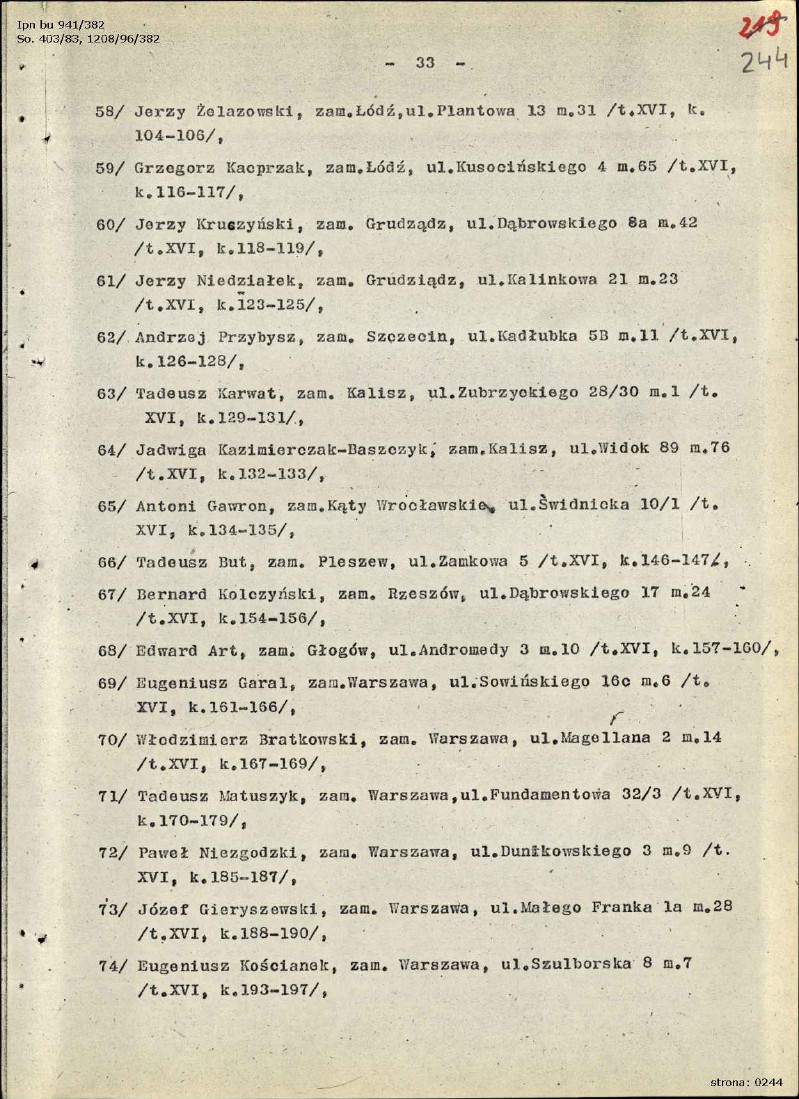 Ipn bu 941/382
So. 403/83, 1208/96/382
219
244
- 33 -
58/ Jerzy Żelazowski, zam.Łódź,ul.Plantowa 13 m.31 /t.XVI, k.
104-106/,
59/ Grzegorz Kacprzak, zam.Łódź, ul.Kusocińskiego 4 m.65 /t.XVI,
k.116-117/,
60/ Jerzy Kruczyński, zam. Grudządz, ul.Dąbrowskiego 8a m.42
/t.XVI, k.118-119/,
61/ Jerzy Niedziałek, zam. Grudziądz, ul.Kalinkowa 21 m.23
/t.XVI, k.123-125/,
62/ Andrzej Przybysz, zam. Szczecin, ul.Kadłubka 5B m.11 /t.XVI,
k.126-128/,
63/ Tadeusz Karwat, zam. Kalisz, ul.Zubrzyckiego 28/30 m.1 /t.
XVI, k.129-131/,
64/ Jadwiga Kazimierczak-Baszczyk, zam.Kalisz, ul.Widok 89 m.76
/t.XVI, k.132-133/,
65/ Antoni Gawron, zam.Kąty Wrocławskie, ul.Świdnicka 10/1 /t.
XVI, k.134-135/,
66/ Tadeusz But, zam. Pleszew, ul.Zamkowa 5 /t.XVI, k.146-147/,
67/ Bernard Kolczyński, zam. Rzeszów, ul.Dąbrowskiego 17 m.24
/t.XVI, k.154-156/,
68/ Edward Art, zam. Głogów, ul.Andromedy 3 m.10 /t.XVI, k.157-160/,
69/ Eugeniusz Garal, zam.Warszawa, ul.Sowińskiego 16c m.6 /t.
XVI, k.161-166/,
70/ Włodzimierz Bratkowski, zam. Warszawa, ul.Magellana 2 m.14
/t.XVI, k.167-169/,
71/ Tadeusz Matuszyk, zam. Warszawa,ul.Fundamentowa 32/3 /t.XVI,
k.170-179/,
72/ Paweł Niezgodzki, zam. Warszawa, ul.Dunikowskiego 3 m.9 /t.
XVI, k.185-187/,
73/ Józef Gieryszewski, zam. Warszawa, ul.Małego Franka 1a m.28
/t.XVI, k.188-190/,
74/ Eugeniusz Kościanek, zam. Warszawa, ul.Szulborska 8 m.7
/t.XVI, k.193-197/,
strona: 0244